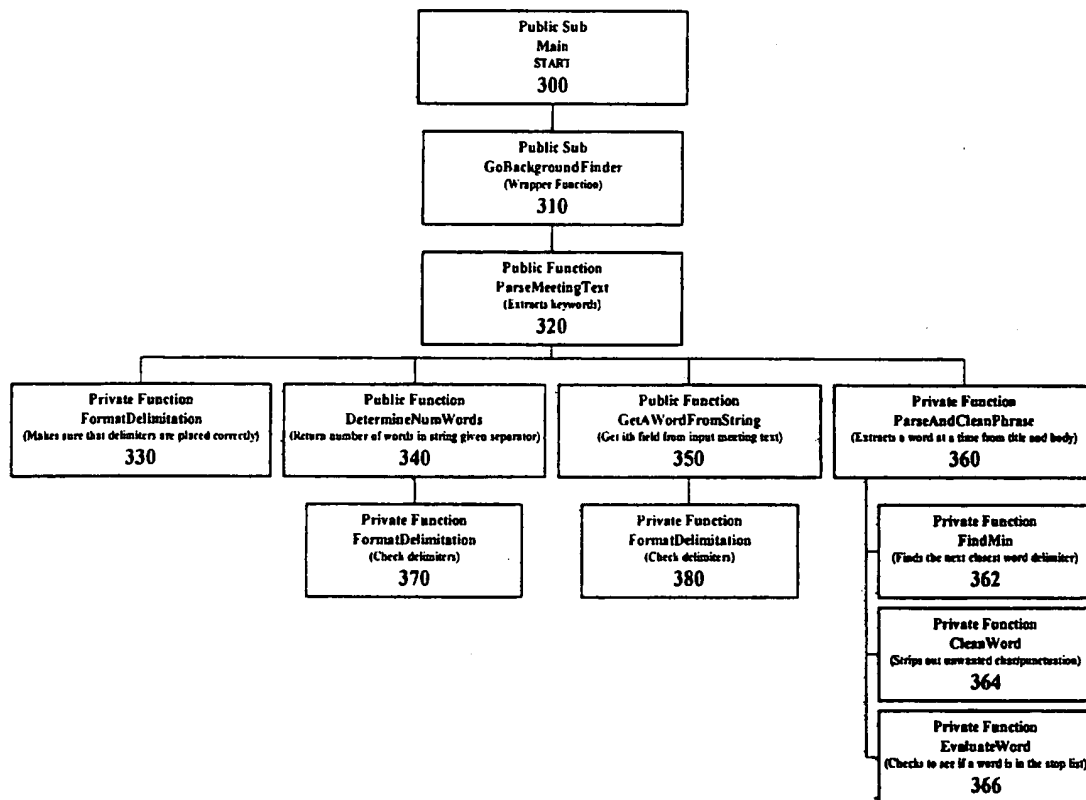 Public Sub
Main
START
300
Public Sub
GoBackgroundFinder
(Wrapper Function)
310
Public Function
ParseMeetingText
(Extracts keywords)
320
Private Function
FormatDelimitation
(Makes sure that delimiters are placed correctly)
330
Public Function
DetermineNumWords
(Return number of words in string given separator)
340
Public Function
GetAWordFromString
(Get ith field from input meeting text)
350
Private Function
ParseAndCleanPhrase
(Extracts a word at a time from title and body)
360
Private Function
FormatDelimitation
(Check delimiters)
370
Private Function
FormatDelimitation
(Check delimiters)
380
Private Function
FindMin
(Finds the next closest word delimiter)
362
Private Function
CleanWord
(Strips out unwanted chars/punctuation)
364
Private Function
EvaluateWord
(Checks to see if a word is in the stop list)
366